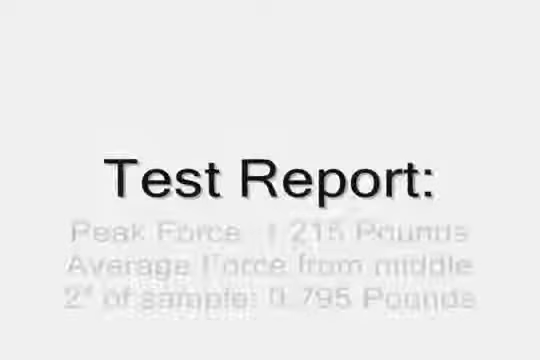 Test Report:
Peak Force: 1.215 Pounds
Average Force from middle
2" of sample: 0.795 Pounds